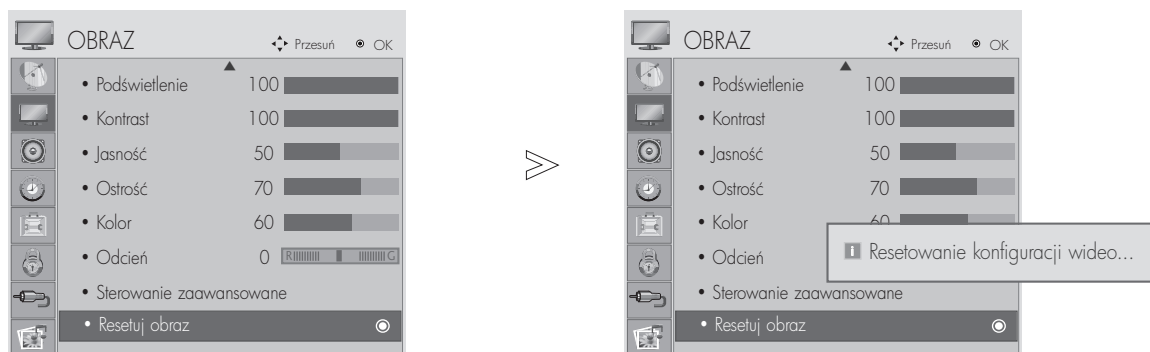 OBRAZ
Przesuń OK
• Podświetlenie 100
• Kontrast 100
• Jasność 50
• Ostrość 70
• Kolor 60
• Odcień 0 R G
• Sterowanie zaawansowane
• Resetuj obraz
OBRAZ
Przesuń OK
• Podświetlenie 100
• Kontrast 100
• Jasność 50
• Ostrość 70
• Kolor 60
• Odcień
i Resetowanie konfiguracji wideo...
• Sterowanie zaawansowane
• Resetuj obraz